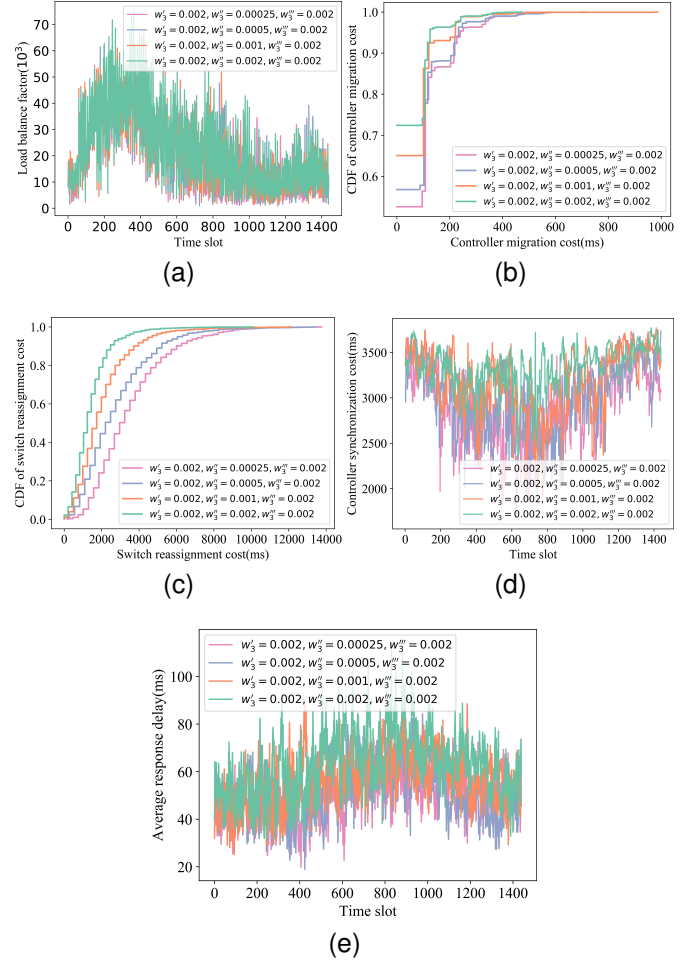 w′₃ = 0.002, w″₃ = 0.00025, w‴₃ = 0.002
w′₃ = 0.002, w″₃ = 0.0005, w‴₃ = 0.002
w′₃ = 0.002, w″₃ = 0.001, w‴₃ = 0.002
w′₃ = 0.002, w″₃ = 0.002, w‴₃ = 0.002
Load balance factor(10³)
70
60
50
40
30
20
10
0
0 200 400 600 800 1000 1200 1400
Time slot
(a)
CDF of controller migration cost
1.0
0.9
0.8
0.7
0.6
w′₃ = 0.002, w″₃ = 0.00025, w‴₃ = 0.002
w′₃ = 0.002, w″₃ = 0.0005, w‴₃ = 0.002
w′₃ = 0.002, w″₃ = 0.001, w‴₃ = 0.002
w′₃ = 0.002, w″₃ = 0.002, w‴₃ = 0.002
0 200 400 600 800 1000
Controller migration cost(ms)
(b)
CDF of switch reassignment cost
1.0
0.8
0.6
0.4
0.2
0.0
w′₃ = 0.002, w″₃ = 0.00025, w‴₃ = 0.002
w′₃ = 0.002, w″₃ = 0.0005, w‴₃ = 0.002
w′₃ = 0.002, w″₃ = 0.001, w‴₃ = 0.002
w′₃ = 0.002, w″₃ = 0.002, w‴₃ = 0.002
0 2000 4000 6000 8000 10000 12000 14000
Switch reassignment cost(ms)
(c)
Controller synchronization cost(ms)
3500
3000
2500
2000
w′₃ = 0.002, w″₃ = 0.00025, w‴₃ = 0.002
w′₃ = 0.002, w″₃ = 0.0005, w‴₃ = 0.002
w′₃ = 0.002, w″₃ = 0.001, w‴₃ = 0.002
w′₃ = 0.002, w″₃ = 0.002, w‴₃ = 0.002
0 200 400 600 800 1000 1200 1400
Time slot
(d)
w′₃ = 0.002, w″₃ = 0.00025, w‴₃ = 0.002
w′₃ = 0.002, w″₃ = 0.0005, w‴₃ = 0.002
w′₃ = 0.002, w″₃ = 0.001, w‴₃ = 0.002
w′₃ = 0.002, w″₃ = 0.002, w‴₃ = 0.002
Average response delay(ms)
100
80
60
40
20
0 200 400 600 800 1000 1200 1400
Time slot
(e)